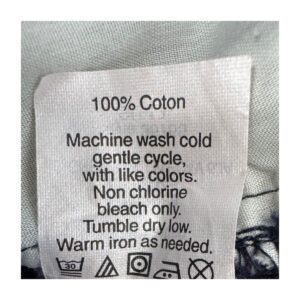 100% Coton
Machine wash cold
gentle cycle,
with like colors.
Non chlorine
bleach only.
Tumble dry low.
Warm iron as needed.
30